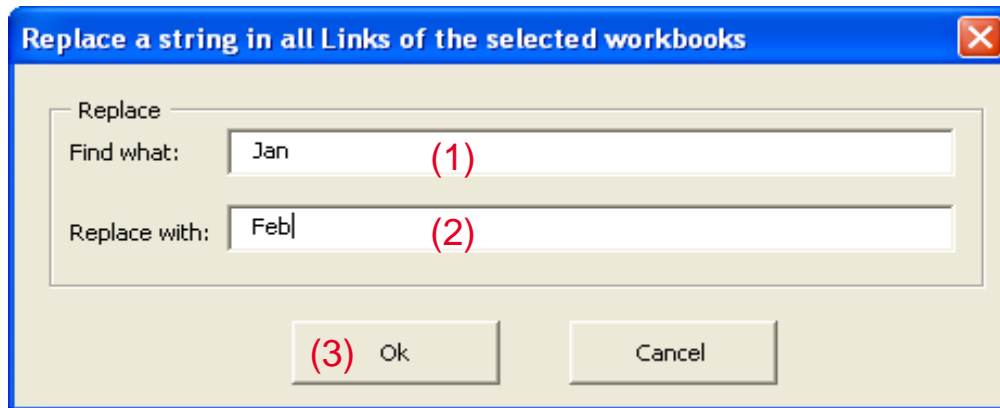 Replace a string in all Links of the selected workbooks
Replace
Find what: Jan (1)
Replace with: Feb (2)
(3) Ok Cancel